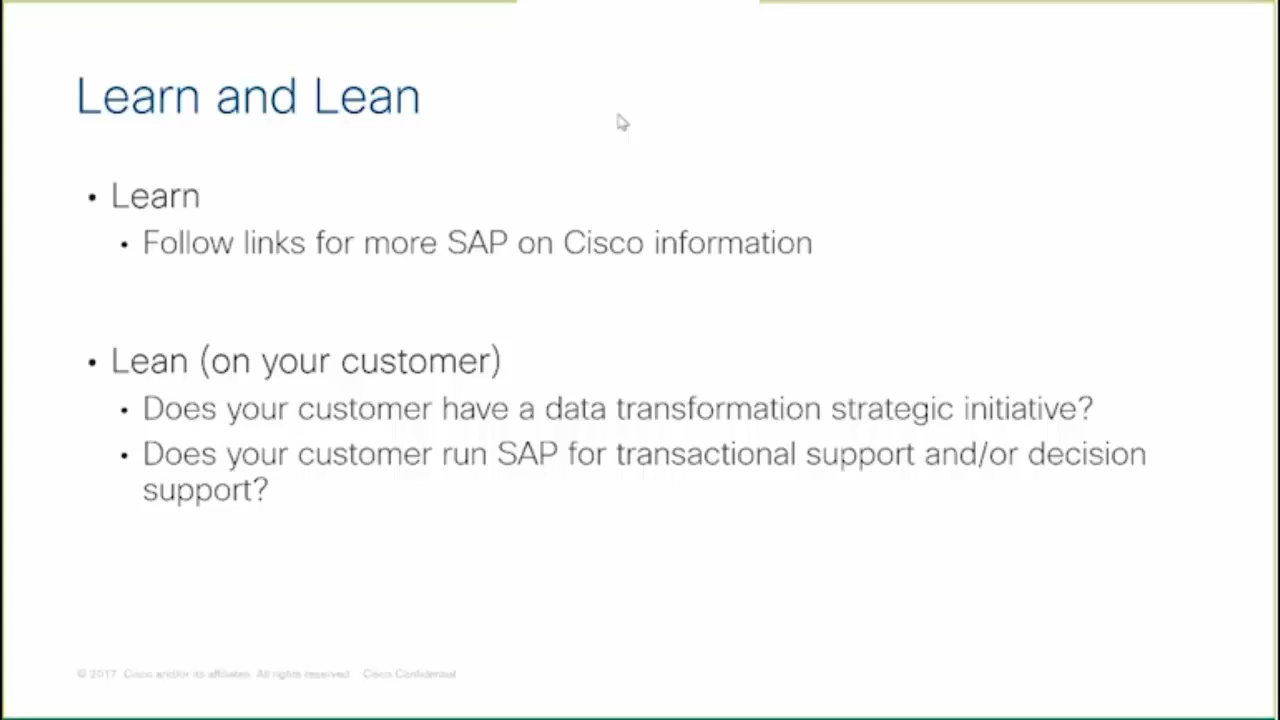 Learn and Lean
• Learn
• Follow links for more SAP on Cisco information
• Lean (on your customer)
• Does your customer have a data transformation strategic initiative?
• Does your customer run SAP for transactional support and/or decision
support?
© 2017 Cisco and/or its affiliates. All rights reserved. Cisco Confidential